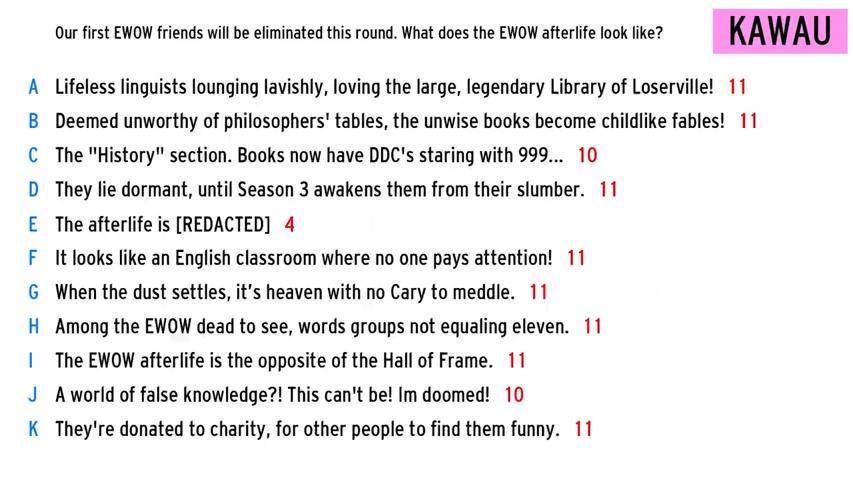 Our first EWOW friends will be eliminated this round. What does the EWOW afterlife look like?
KAWAU
A Lifeless linguists lounging lavishly, loving the large, legendary Library of Loserville! 11
B Deemed unworthy of philosophers' tables, the unwise books become childlike fables! 11
C The "History" section. Books now have DDC's staring with 999... 10
D They lie dormant, until Season 3 awakens them from their slumber. 11
E The afterlife is [REDACTED] 4
F It looks like an English classroom where no one pays attention! 11
G When the dust settles, it’s heaven with no Cary to meddle. 11
H Among the EWOW dead to see, words groups not equaling eleven. 11
I The EWOW afterlife is the opposite of the Hall of Frame. 11
J A world of false knowledge?! This can't be! Im doomed! 10
K They're donated to charity, for other people to find them funny. 11